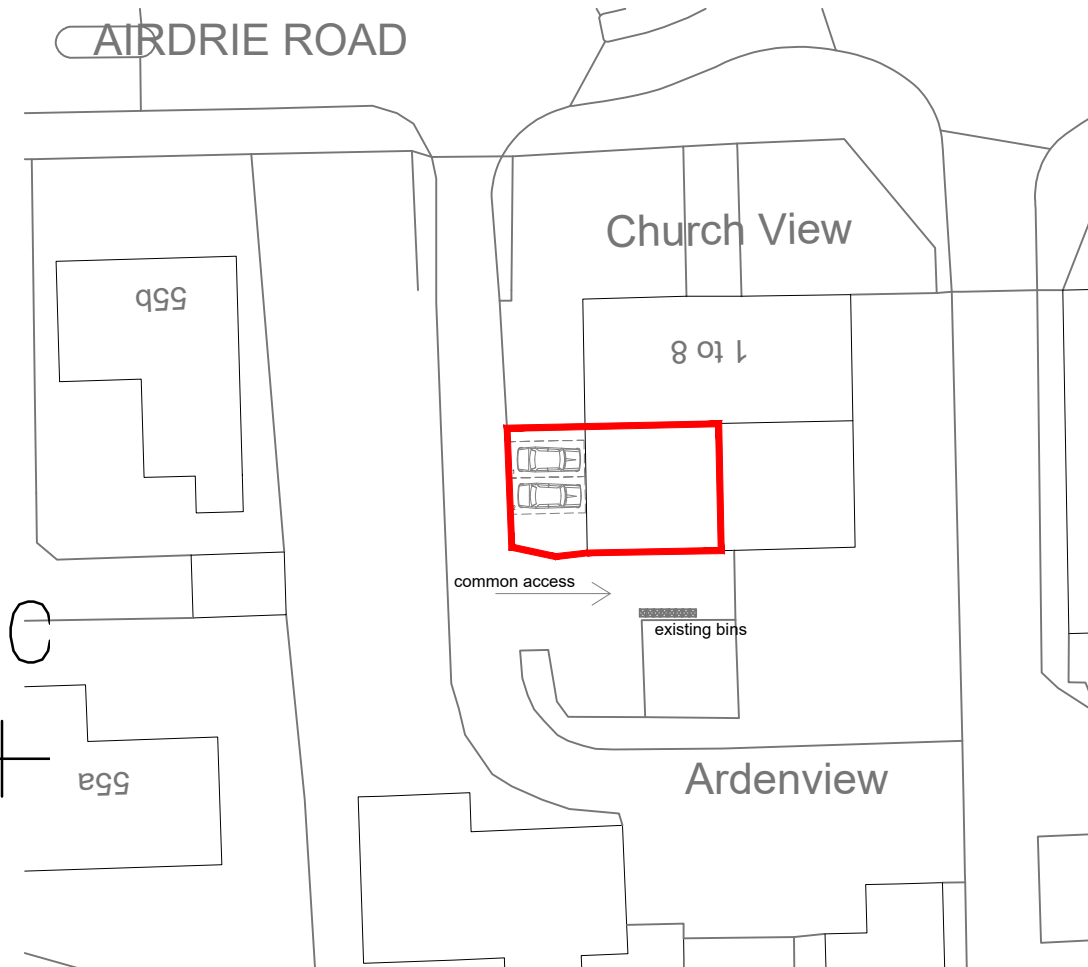 AIRDRIE ROAD
Church View
55b
1 to 8
common access
existing bins
Ardenview
55a